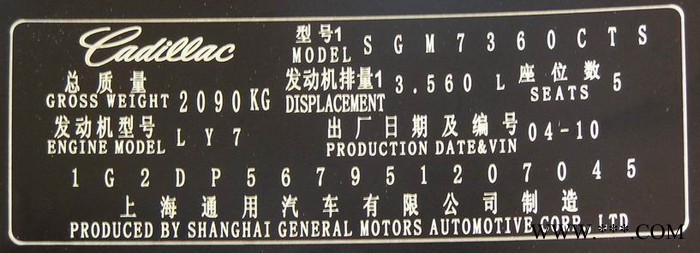 Cadillac 型号1 MODEL SGM7360CTS
总质量 GROSS WEIGHT 2090KG 发动机排量1 DISPLACEMENT 3.560 L 座位数 SEATS 5
发动机型号 ENGINE MODEL LY7 出厂日期及编号 PRODUCTION DATE&VIN 04-10
1G2DP567951207045
上海通用汽车有限公司制造
PRODUCED BY SHANGHAI GENERAL MOTORS AUTOMOTIVE CORP., LTD
WWW.***.COM